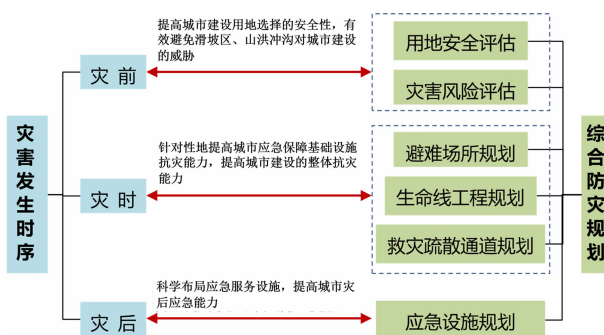 提高城市建设用地选择的安全性，有
效避免滑坡区、山洪冲沟对城市建设
的威胁
用地安全评估
灾前
灾害风险评估
灾害发生时序
针对性地提高城市应急保障基础设施
抗灾能力，提高城市建设的整体抗灾
能力
避难场所规划
灾时
生命线工程规划
救灾疏散通道规划
综合防灾规划
科学布局应急服务设施，提高城市灾
后应急能力
灾后
应急设施规划